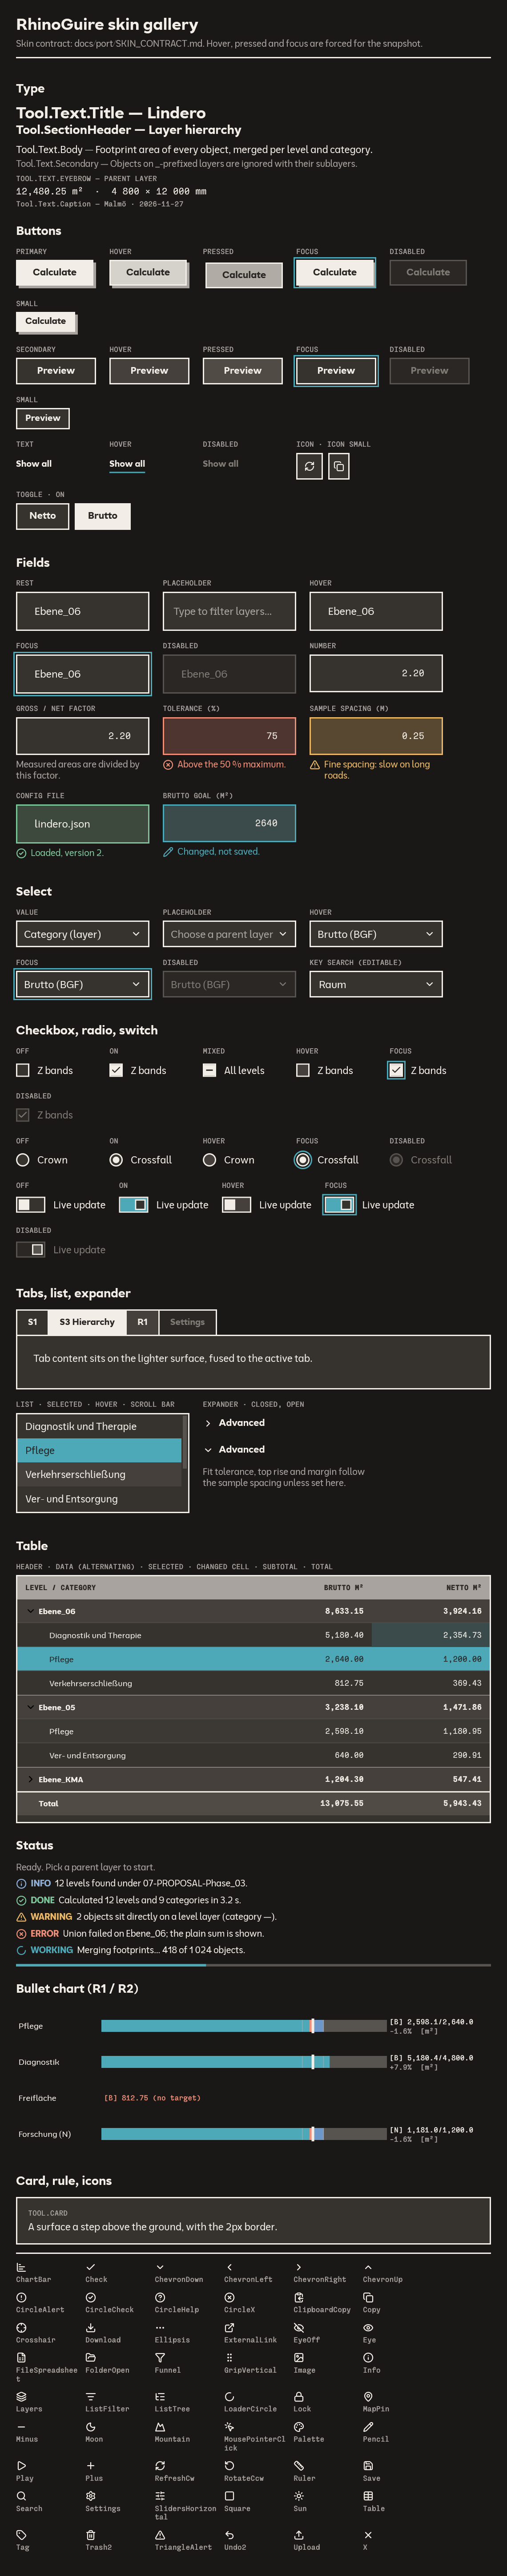 RhinoGuire skin gallery
Skin contract: docs/port/SKIN_CONTRACT.md. Hover, pressed and focus are forced for the snapshot.
Type
Tool.Text.Title — Lindero
Tool.SectionHeader — Layer hierarchy
Tool.Text.Body — Footprint area of every object, merged per level and category.
Tool.Text.Secondary — Objects on _-prefixed layers are ignored with their sublayers.
TOOL.TEXT.EYEBROW — PARENT LAYER
12,480.25 m² · 4 800 × 12 000 mm
Tool.Text.Caption — Malmö · 2026-11-27
Buttons
PRIMARY HOVER PRESSED FOCUS DISABLED
Calculate Calculate Calculate Calculate Calculate
SMALL
Calculate
SECONDARY HOVER PRESSED FOCUS DISABLED
Preview Preview Preview Preview Preview
SMALL
Preview
TEXT HOVER DISABLED ICON · ICON SMALL
Show all Show all Show all
TOGGLE · ON
Netto Brutto
Fields
REST PLACEHOLDER HOVER
Ebene_06 Type to filter layers... Ebene_06
FOCUS DISABLED NUMBER
Ebene_06 Ebene_06 2.20
GROSS / NET FACTOR TOLERANCE (%) SAMPLE SPACING (M)
2.20 75 0.25
Measured areas are divided by this factor. Above the 50 % maximum. Fine spacing: slow on long roads.
CONFIG FILE BRUTTO GOAL (M²)
lindero.json 2640
Loaded, version 2. Changed, not saved.
Select
VALUE PLACEHOLDER HOVER
Category (layer) Choose a parent layer Brutto (BGF)
FOCUS DISABLED KEY SEARCH (EDITABLE)
Brutto (BGF) Brutto (BGF) Raum
Checkbox, radio, switch
OFF ON MIXED HOVER FOCUS
Z bands Z bands All levels Z bands Z bands
DISABLED
Z bands
OFF ON HOVER FOCUS DISABLED
Crown Crossfall Crown Crossfall Crossfall
OFF ON HOVER FOCUS
Live update Live update Live update Live update
DISABLED
Live update
Tabs, list, expander
S1 S3 Hierarchy R1 Settings
Tab content sits on the lighter surface, fused to the active tab.
LIST · SELECTED · HOVER · SCROLL BAR EXPANDER · CLOSED, OPEN
Diagnostik und Therapie Advanced
Pflege Advanced
Verkehrserschließung Fit tolerance, top rise and margin follow
the sample spacing unless set here.
Ver- und Entsorgung
Table
HEADER · DATA (ALTERNATING) · SELECTED · CHANGED CELL · SUBTOTAL · TOTAL
LEVEL / CATEGORY BRUTTO M² NETTO M²
Ebene_06 8,633.15 3,924.16
Diagnostik und Therapie 5,180.40 2,354.73
Pflege 2,640.00 1,200.00
Verkehrserschließung 812.75 369.43
Ebene_05 3,238.10 1,471.86
Pflege 2,598.10 1,180.95
Ver- und Entsorgung 640.00 290.91
Ebene_KMA 1,204.30 547.41
Total 13,075.55 5,943.43
Status
Ready. Pick a parent layer to start.
INFO 12 levels found under 07-PROPOSAL-Phase_03.
DONE Calculated 12 levels and 9 categories in 3.2 s.
WARNING 2 objects sit directly on a level layer (category —).
ERROR Union failed on Ebene_06; the plain sum is shown.
WORKING Merging footprints... 418 of 1 024 objects.
Bullet chart (R1 / R2)
Pflege [B] 2,598.1/2,640.0
-1.6% [m²]
Diagnostik [B] 5,180.4/4,800.0
+7.9% [m²]
Freifläche [B] 812.75 (no target)
Forschung (N) [N] 1,181.0/1,200.0
-1.6% [m²]
Card, rule, icons
TOOL.CARD
A surface a step above the ground, with the 2px border.
ChartBar Check ChevronDown ChevronLeft ChevronRight ChevronUp
CircleAlert CircleCheck CircleHelp CircleX ClipboardCopy Copy
Crosshair Download Ellipsis ExternalLink EyeOff Eye
FileSpreadsheet FolderOpen Funnel GripVertical Image Info
Layers ListFilter ListTree LoaderCircle Lock MapPin
Minus Moon Mountain MousePointerClick Palette Pencil
Play Plus RefreshCw RotateCcw Ruler Save
Search Settings SlidersHorizontal Square Sun Table
Tag Trash2 TriangleAlert Undo2 Upload X